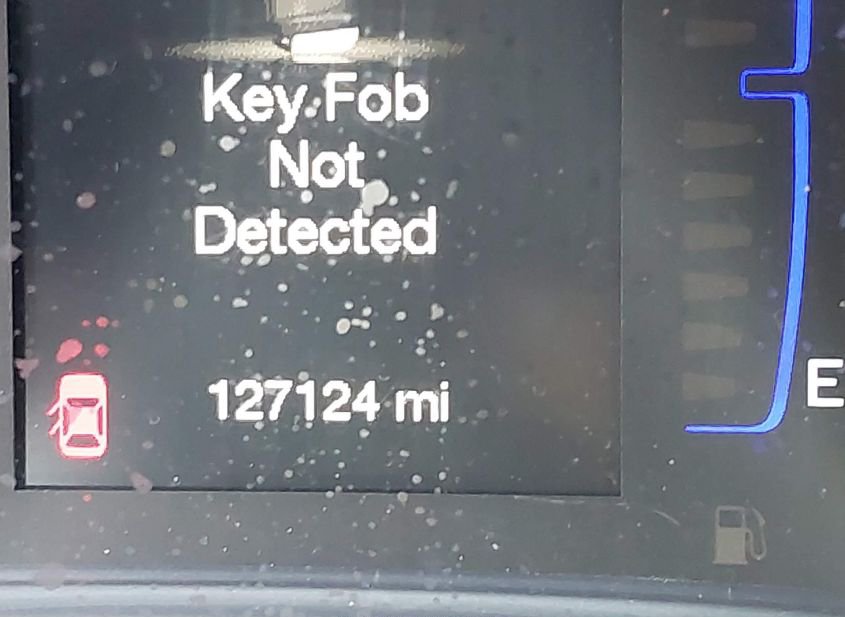 Key Fob
Not
Detected
127124 mi
E